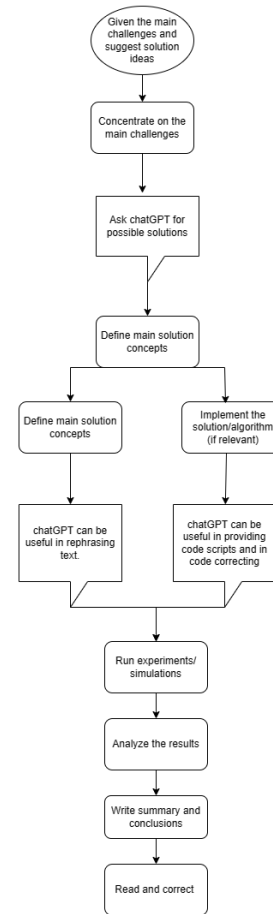 Given the main
challenges and
suggest solution
ideas
Concentrate on the
main challenges
Ask chatGPT for
possible solutions
Define main solution
concepts
Define main solution
concepts
Implement the
solution/algorithm
(if relevant)
chatGPT can be
useful in rephrasing
text.
chatGPT can be
useful in providing
code scripts and in
code correcting
Run experiments/
simulations
Analyze the results
Write summary and
conclusions
Read and correct